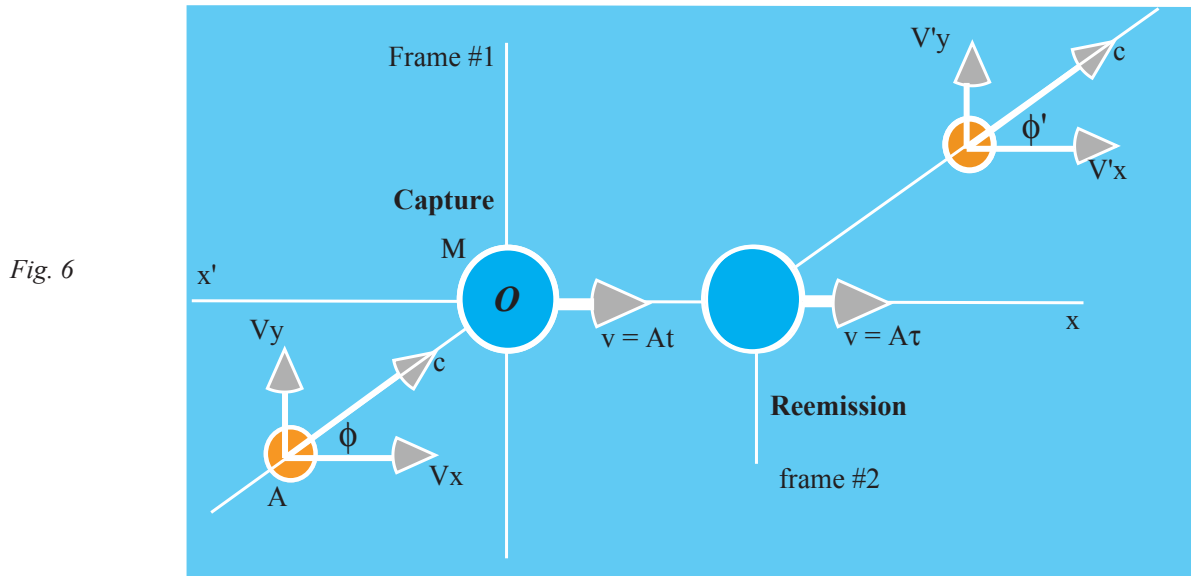 Fig. 6
Frame #1
Capture
M
O
x'
v = At
Vy
c
ϕ
Vx
A
V'y
c
ϕ'
V'x
v = Aτ
x
Reemission
frame #2